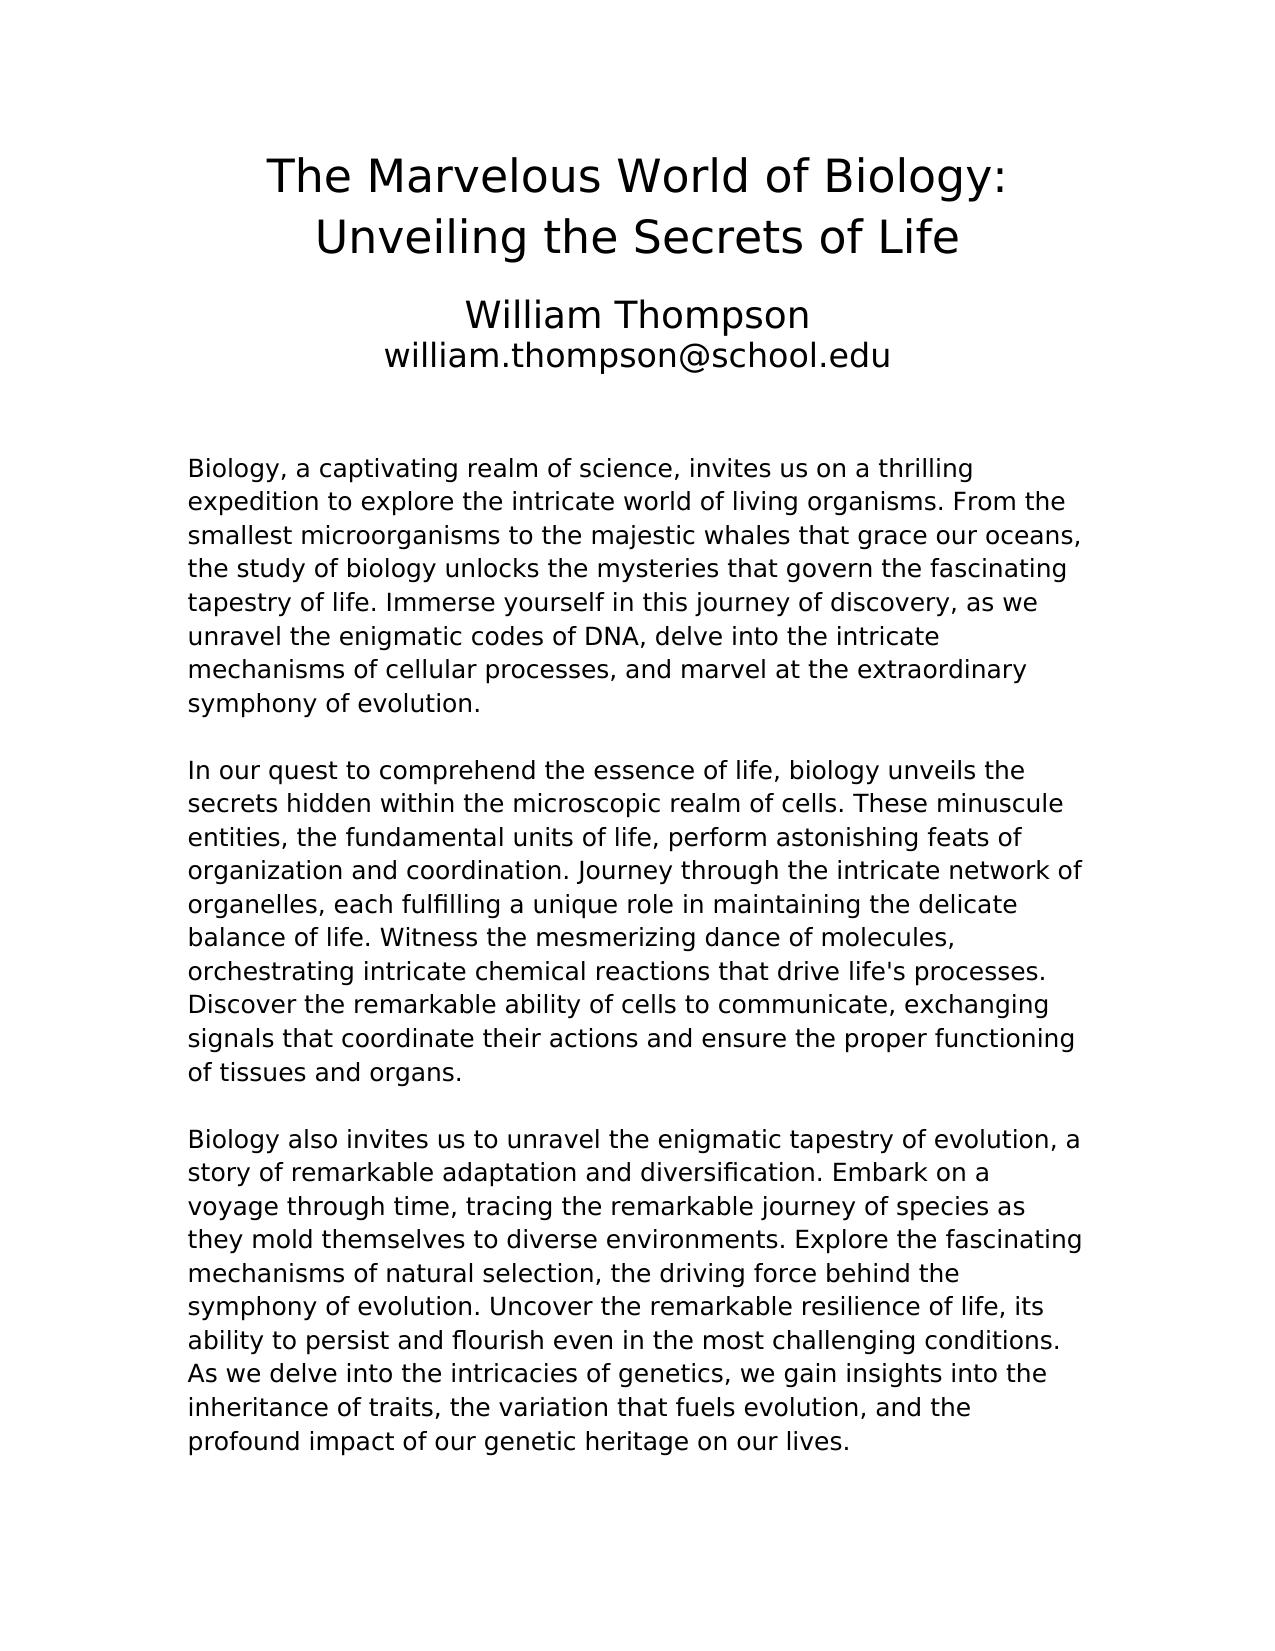 The Marvelous World of Biology:
Unveiling the Secrets of Life
William Thompson
william.thompson@school.edu
Biology, a captivating realm of science, invites us on a thrilling
expedition to explore the intricate world of living organisms. From the
smallest microorganisms to the majestic whales that grace our oceans,
the study of biology unlocks the mysteries that govern the fascinating
tapestry of life. Immerse yourself in this journey of discovery, as we
unravel the enigmatic codes of DNA, delve into the intricate
mechanisms of cellular processes, and marvel at the extraordinary
symphony of evolution.
In our quest to comprehend the essence of life, biology unveils the
secrets hidden within the microscopic realm of cells. These minuscule
entities, the fundamental units of life, perform astonishing feats of
organization and coordination. Journey through the intricate network of
organelles, each fulfilling a unique role in maintaining the delicate
balance of life. Witness the mesmerizing dance of molecules,
orchestrating intricate chemical reactions that drive life's processes.
Discover the remarkable ability of cells to communicate, exchanging
signals that coordinate their actions and ensure the proper functioning
of tissues and organs.
Biology also invites us to unravel the enigmatic tapestry of evolution, a
story of remarkable adaptation and diversification. Embark on a
voyage through time, tracing the remarkable journey of species as
they mold themselves to diverse environments. Explore the fascinating
mechanisms of natural selection, the driving force behind the
symphony of evolution. Uncover the remarkable resilience of life, its
ability to persist and flourish even in the most challenging conditions.
As we delve into the intricacies of genetics, we gain insights into the
inheritance of traits, the variation that fuels evolution, and the
profound impact of our genetic heritage on our lives.